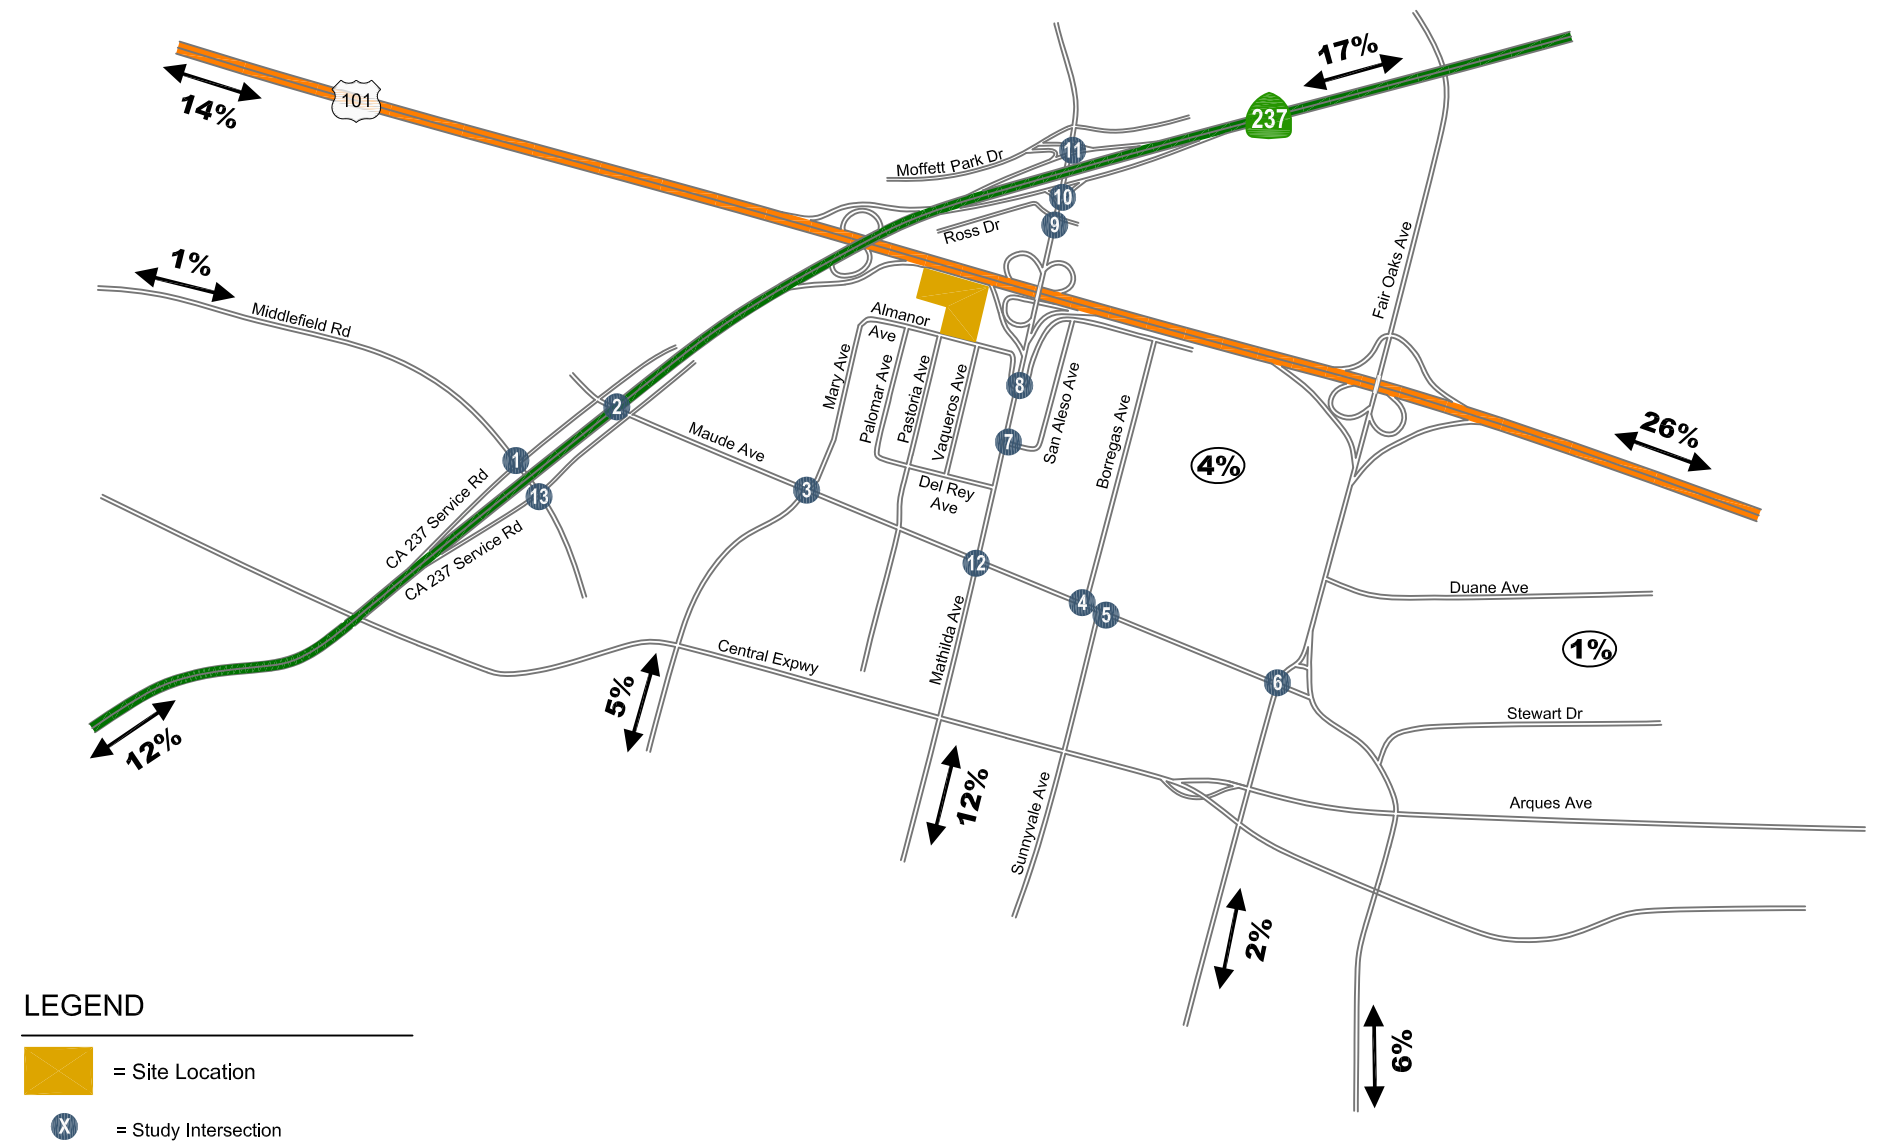 17%
14%
101
237
11
Moffett Park Dr
10
9
Ross Dr
Fair Oaks Ave
1%
Middlefield Rd
Almanor
Ave
Mary Ave
Palomar Ave
Pastoria Ave
Vaqueros Ave
8
San Aleso Ave
Borregas Ave
7
2
Maude Ave
26%
4%
1
13
3
Del Rey
Ave
CA 237 Service Rd
CA 237 Service Rd
12
4
5
Duane Ave
1%
Mathilda Ave
Central Expwy
6
5%
12%
Stewart Dr
12%
Sunnyvale Ave
Arques Ave
2%
6%
LEGEND
= Site Location
X
= Study Intersection